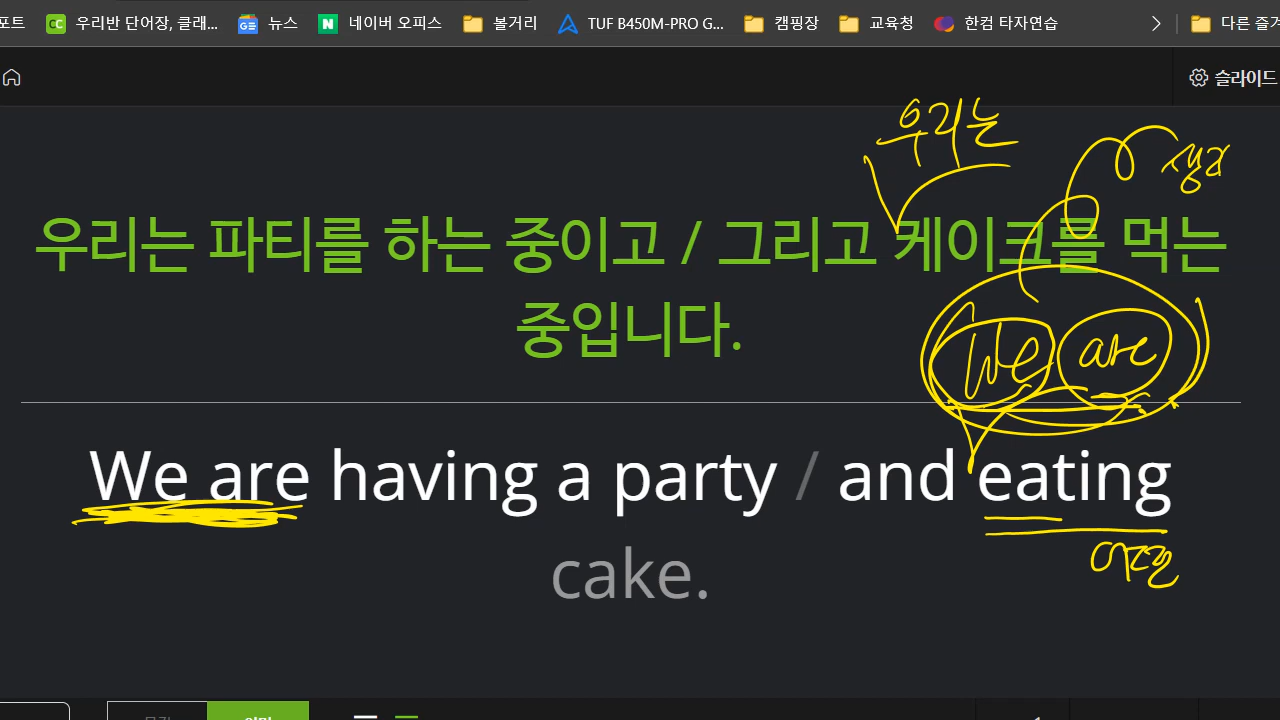 포트 우리반 단어장, 클래... 뉴스 네이버 오피스 볼거리 TUF B450M-PRO G... 캠핑장 교육청 한컴 타자연습 다른 즐겨
슬라이드
우리는
생략
우리는 파티를 하는 중이고 / 그리고 케이크를 먹는
중입니다.
We are
We are having a party / and eating
cake.